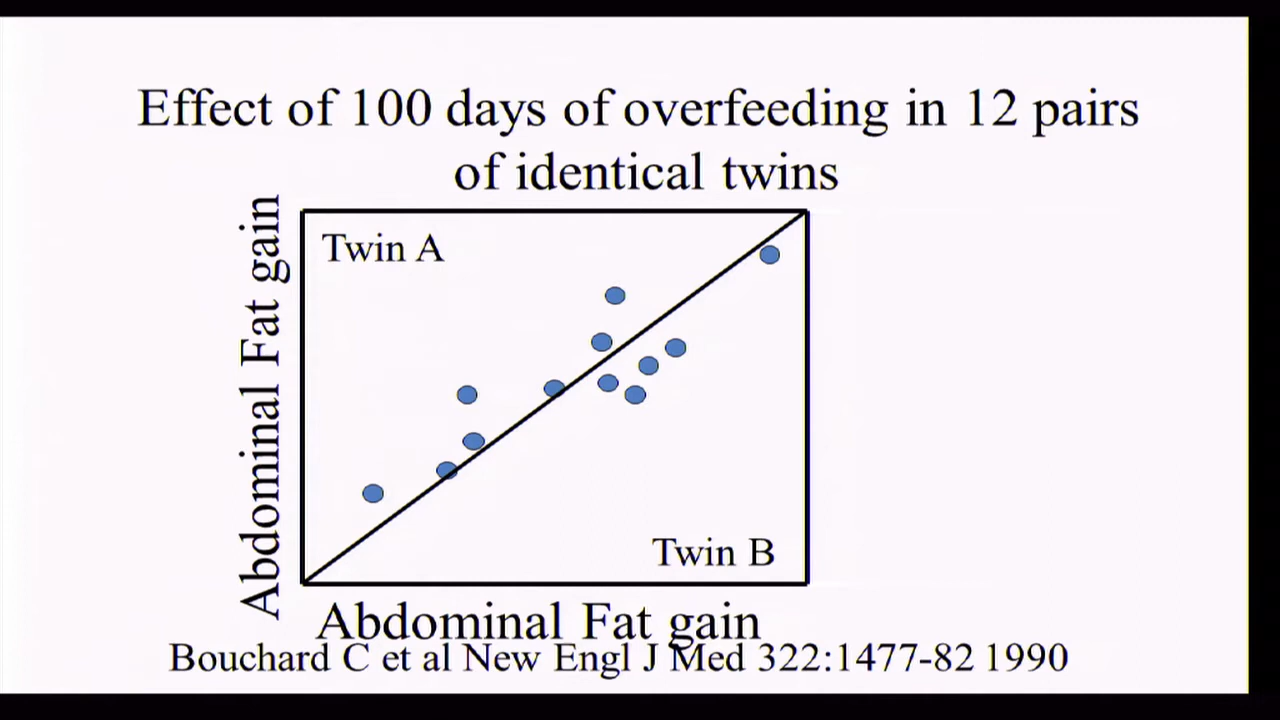 Effect of 100 days of overfeeding in 12 pairs
of identical twins
Abdominal Fat gain
Twin A
Twin B
Abdominal Fat gain
Bouchard C et al New Engl J Med 322:1477-82 1990